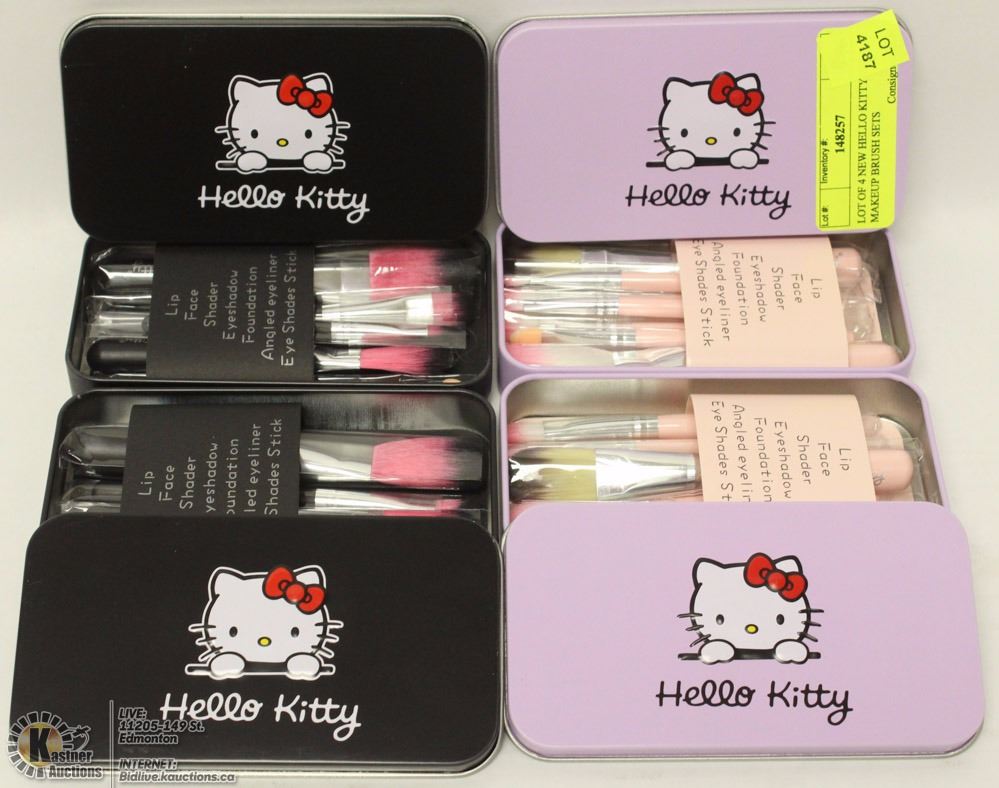 Hello Kitty
Hello Kitty
LOT
4187
Lot #:
Inventory #:
148257
Consign
LOT OF 4 NEW HELLO KITTY
MAKEUP BRUSH SETS
Lip
Face
Shader
Eyeshadow
Foundation
Angled eyeliner
Eye Shades Stick
Lip
Face
Shader
Eyeshadow
Foundation
Angled eyeliner
Eye Shades Stick
Lip
Face
Shader
yeshadow
oundation
led eyeliner
Shades Stick
Lip
Face
Shader
Eyeshadow
Foundation
Angled eyelin
Eye Shades St
Hello Kitty
Hello Kitty
Kastner
Auctions
LIVE:
11205-149 St.
Edmonton
INTERNET:
Bidlive.kauctions.ca